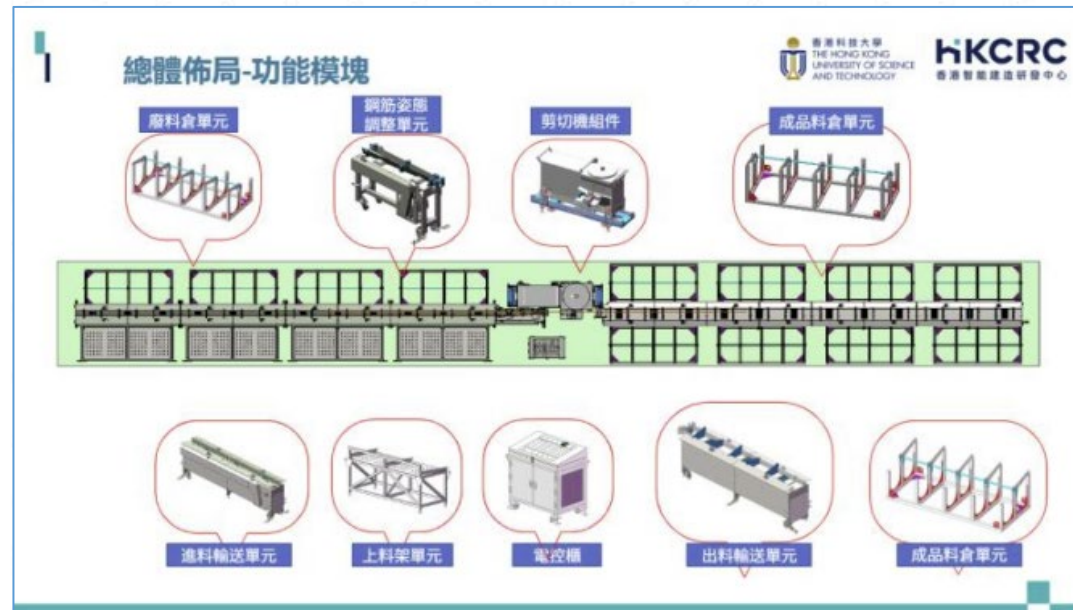 總體佈局-功能模塊
香港科技大學
THE HONG KONG
UNIVERSITY OF SCIENCE
AND TECHNOLOGY
HKCRC
香港智能建造研發中心
廢料倉單元
鋼筋姿態
調整單元
剪切機組件
成品料倉單元
進料輸送單元
上料架單元
電控櫃
出料輸送單元
成品料倉單元